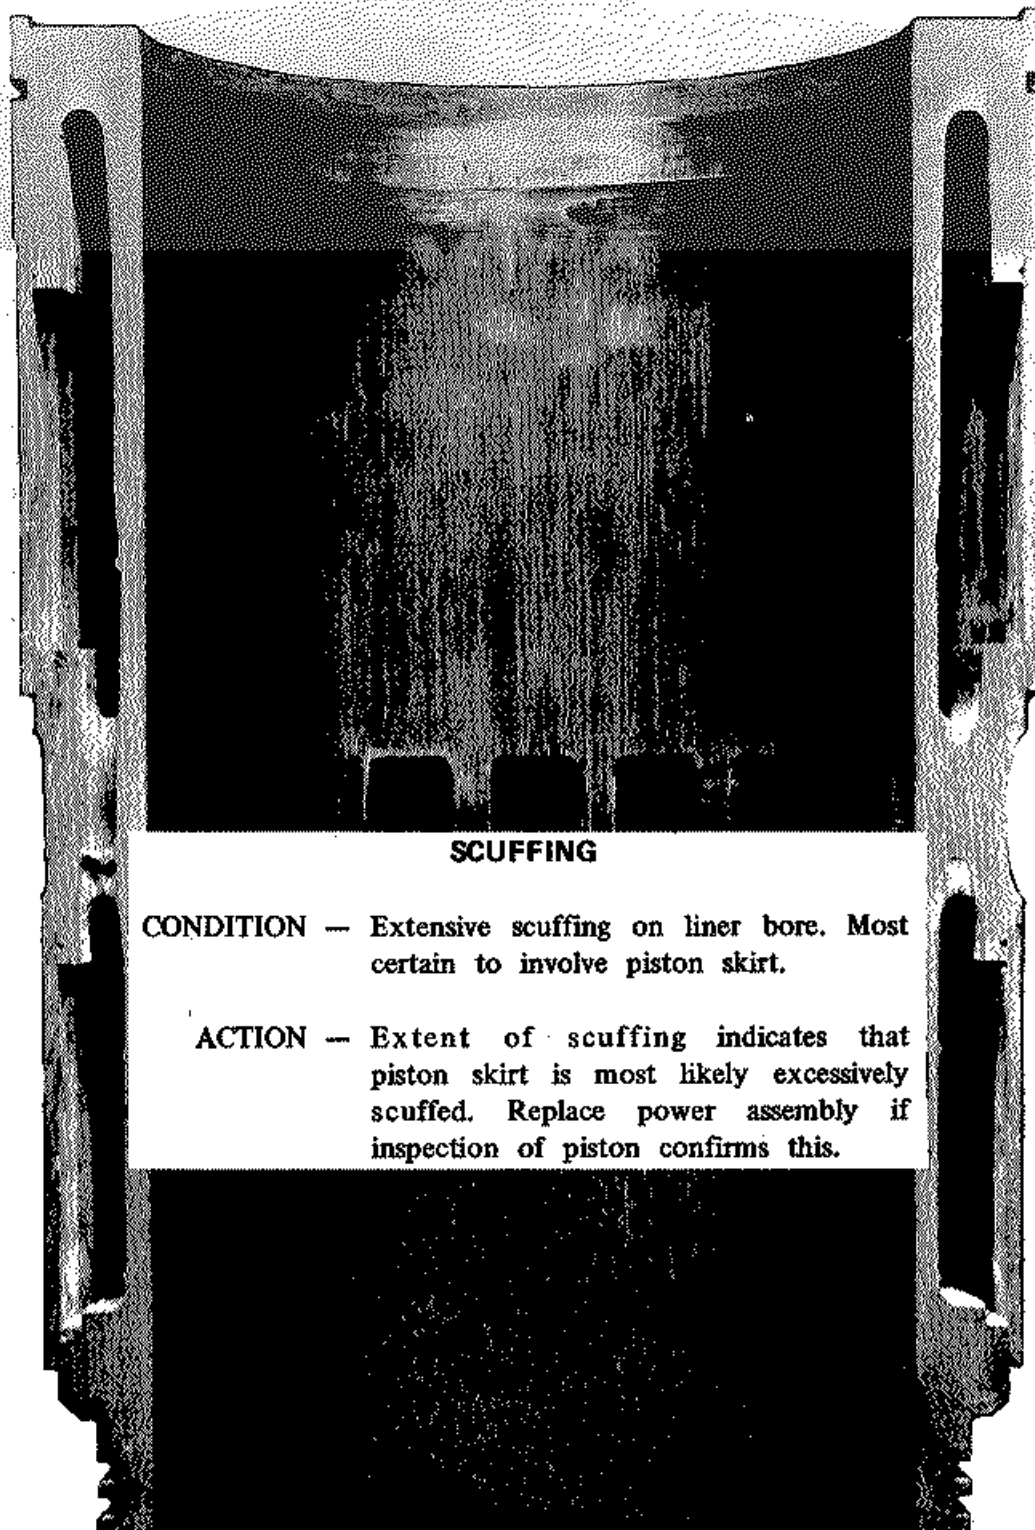 SCUFFING
CONDITION — Extensive scuffing on liner bore. Most
certain to involve piston skirt.
ACTION — Extent of scuffing indicates that
piston skirt is most likely excessively
scuffed. Replace power assembly if
inspection of piston confirms this.